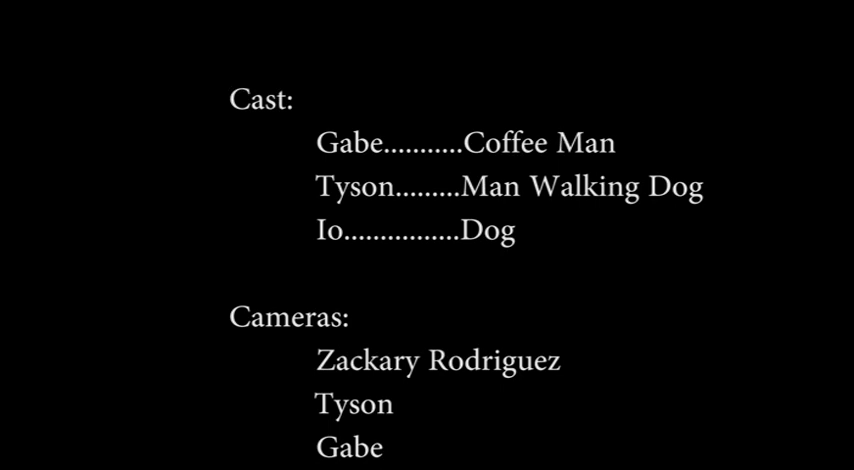 Cast:
Gabe...........Coffee Man
Tyson.........Man Walking Dog
Io................Dog
Cameras:
Zackary Rodriguez
Tyson
Gabe